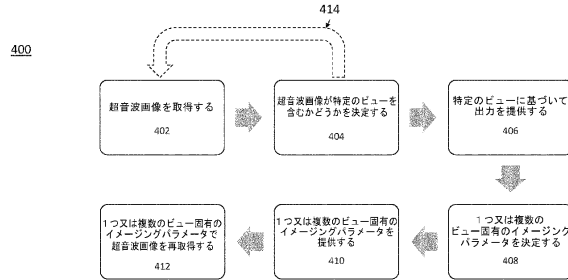 414
400
超音波画像を取得する
402
超音波画像が特定のビューを
含むかどうかを決定する
404
特定のビューに基づいて
出力を提供する
406
1つ又は複数の
ビュー固有のイメージング
パラメータを決定する
408
1つ又は複数のビュー固有の
イメージングパラメータを
提供する
410
1つ又は複数のビュー固有の
イメージングパラメータで
超音波画像を再取得する
412